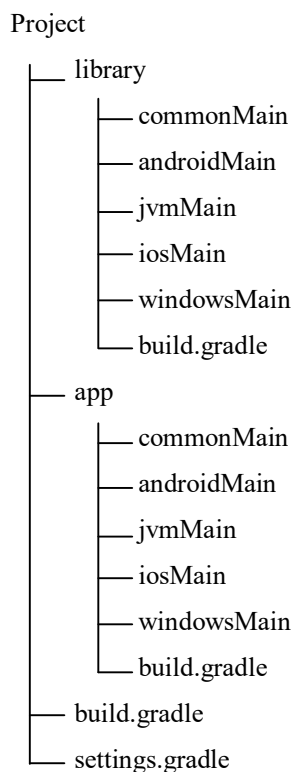 Project
library
commonMain
androidMain
jvmMain
iosMain
windowsMain
build.gradle
app
commonMain
androidMain
jvmMain
iosMain
windowsMain
build.gradle
build.gradle
settings.gradle